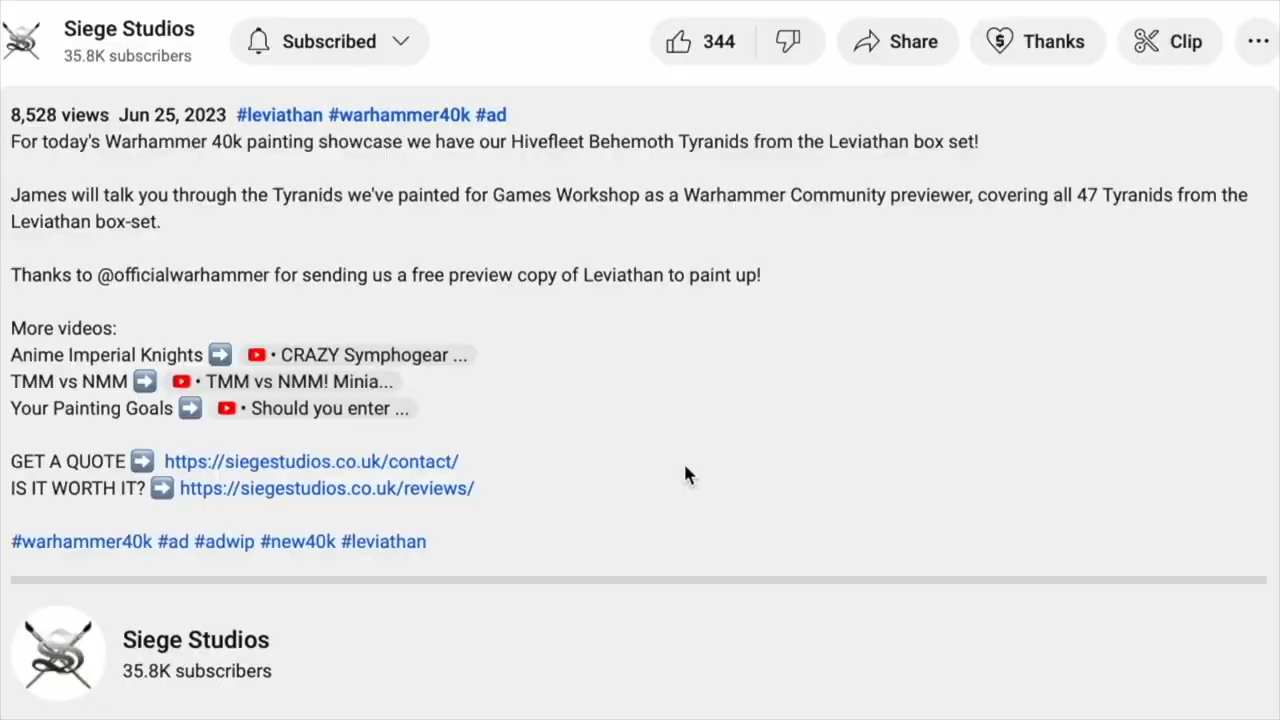 Siege Studios
35.8K subscribers
Subscribed
344
Share
Thanks
Clip
8,528 views Jun 25, 2023 #leviathan #warhammer40k #ad
For today's Warhammer 40k painting showcase we have our Hivefleet Behemoth Tyranids from the Leviathan box set!
James will talk you through the Tyranids we've painted for Games Workshop as a Warhammer Community previewer, covering all 47 Tyranids from the
Leviathan box-set.
Thanks to @officialwarhammer for sending us a free preview copy of Leviathan to paint up!
More videos:
Anime Imperial Knights ➡️ • CRAZY Symphogear ...
TMM vs NMM ➡️ • TMM vs NMM! Minia...
Your Painting Goals ➡️ • Should you enter ...
GET A QUOTE ➡️ https://siegestudios.co.uk/contact/
IS IT WORTH IT? ➡️ https://siegestudios.co.uk/reviews/
#warhammer40k #ad #adwip #new40k #leviathan
Siege Studios
35.8K subscribers